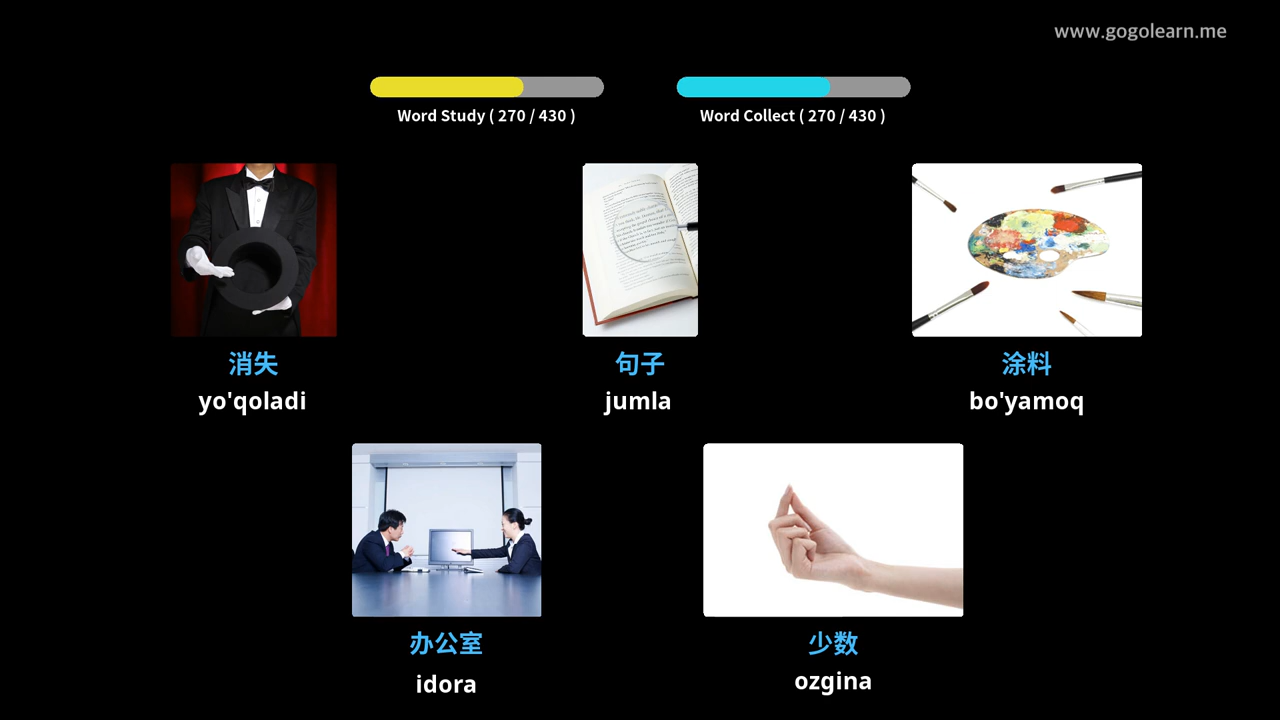 www.gogolearn.me
Word Study ( 270 / 430 )
Word Collect ( 270 / 430 )
消失
yo'qoladi
句子
jumla
涂料
bo'yamoq
办公室
idora
少数
ozgina